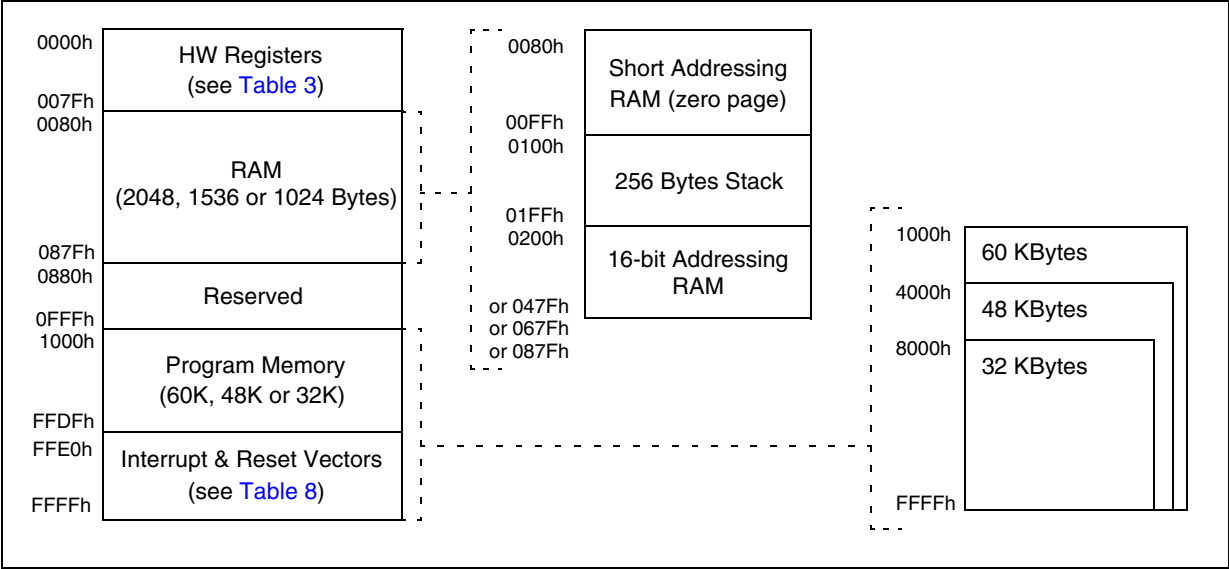 0000h
HW Registers
(see Table 3)
007Fh
0080h
RAM
(2048, 1536 or 1024 Bytes)
087Fh
0880h
Reserved
0FFFh
1000h
Program Memory
(60K, 48K or 32K)
FFDFh
FFE0h
Interrupt & Reset Vectors
(see Table 8)
FFFFh
0080h
Short Addressing
RAM (zero page)
00FFh
0100h
256 Bytes Stack
01FFh
0200h
16-bit Addressing
RAM
or 047Fh
or 067Fh
or 087Fh
1000h
60 KBytes
4000h
48 KBytes
8000h
32 KBytes
FFFFh